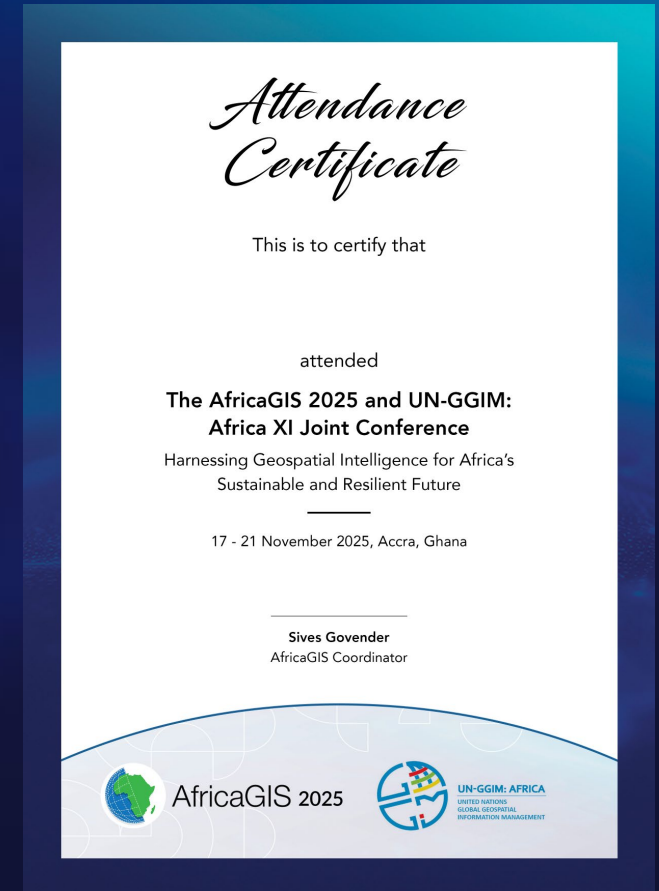 Attendance
Certificate
This is to certify that
attended
The AfricaGIS 2025 and UN-GGIM:
Africa XI Joint Conference
Harnessing Geospatial Intelligence for Africa's
Sustainable and Resilient Future
17 - 21 November 2025, Accra, Ghana
Sives Govender
AfricaGIS Coordinator
AfricaGIS 2025
UN-GGIM: AFRICA
UNITED NATIONS
GLOBAL GEOSPATIAL
INFORMATION MANAGEMENT